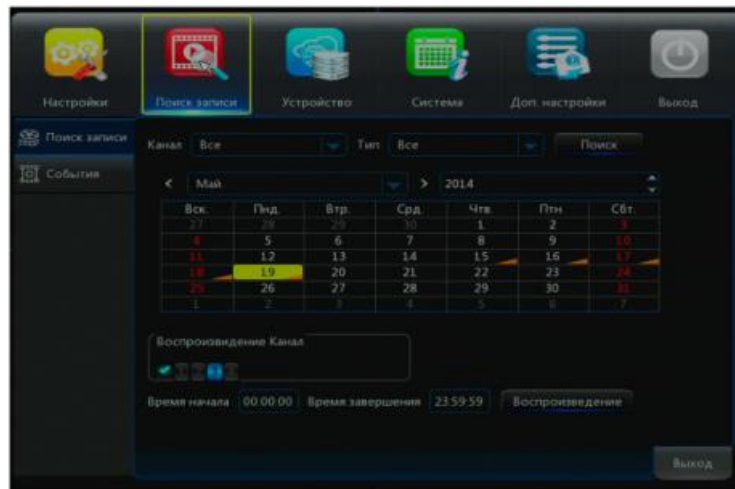 Настройки Поиск записи Устройство Система Доп. настройки Выход
Поиск записи
События
Канал Все Тип Все Поиск
< Май > 2014
Вск. Пнд. Втр. Срд. Чтв. Птн Сбт.
27 28 29 30 1 2 3
4 5 6 7 8 9 10
11 12 13 14 15 16 17
18 19 20 21 22 23 24
25 26 27 28 29 30 31
1 2 3 4 5 6 7
Воспроизвидение Канал
Время начала 00:00:00 Время завершения 23:59:59 Воспроизведение
Выход